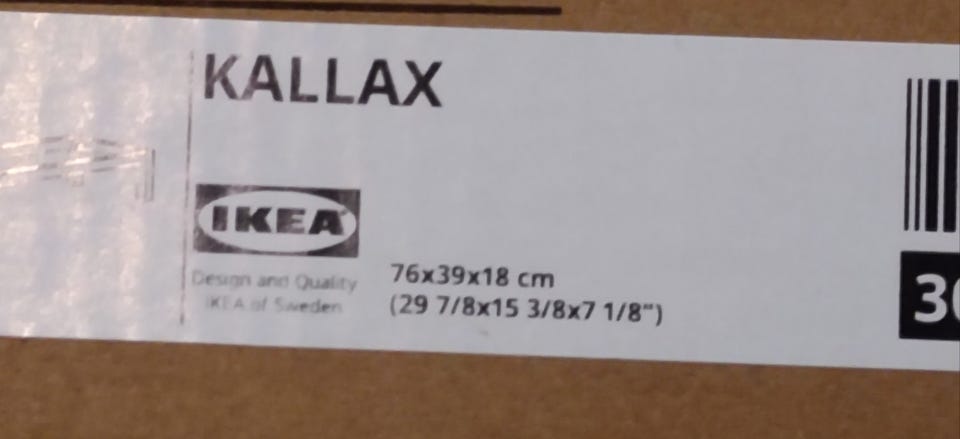 KALLAX
IKEA
Design and Quality
IKEA of Sweden
76x39x18 cm
(29 7/8x15 3/8x7 1/8")